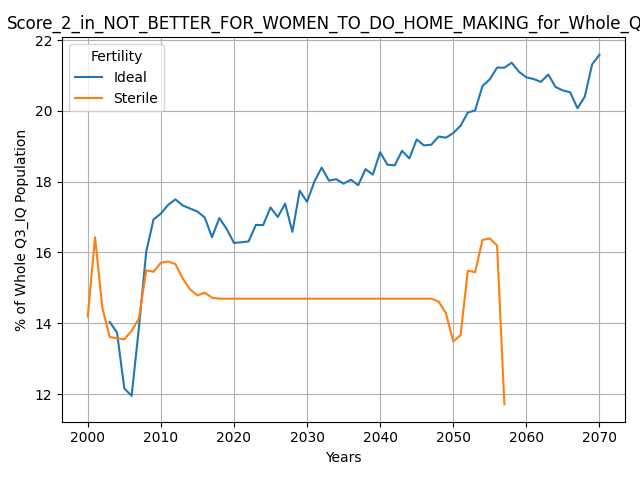 Score_2_in_NOT_BETTER_FOR_WOMEN_TO_DO_HOME_MAKING_for_Whole_Q
Fertility
Ideal
Sterile
% of Whole Q3_IQ Population
22
20
18
16
14
12
2000 2010 2020 2030 2040 2050 2060 2070
Years